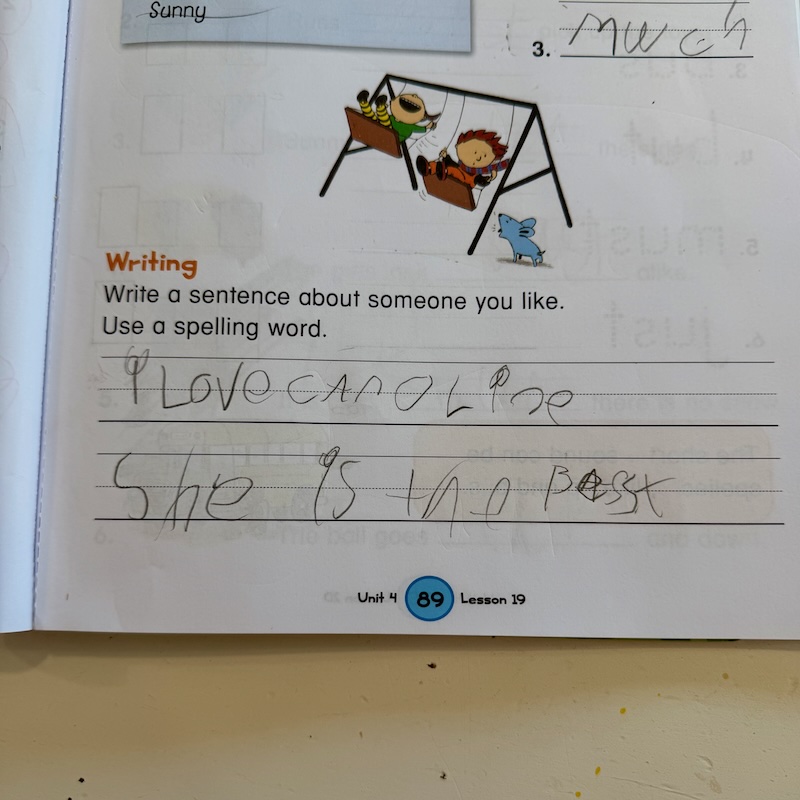 Sunny
3. much
Writing
Write a sentence about someone you like.
Use a spelling word.
i Love CAroLine
She is the Besst
Unit 4 89 Lesson 19